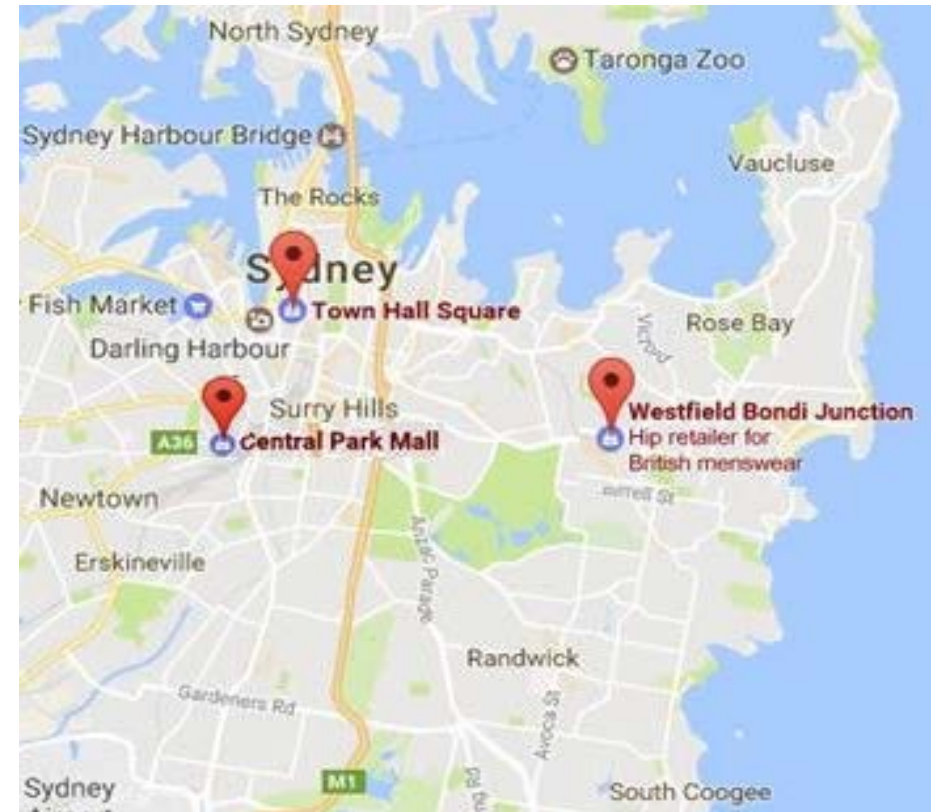 North Sydney
Taronga Zoo
Sydney Harbour Bridge
Vaucluse
The Rocks
Sydney
Fish Market
Town Hall Square
Rose Bay
Darling Harbour
Surry Hills
Westfield Bondi Junction
A36
Central Park Mall
Hip retailer for
British menswear
Newtown
Erskineville
Anzac Parade
Randwick
Gardeners Rd
Avoca St
M1
Sydney
South Coogee